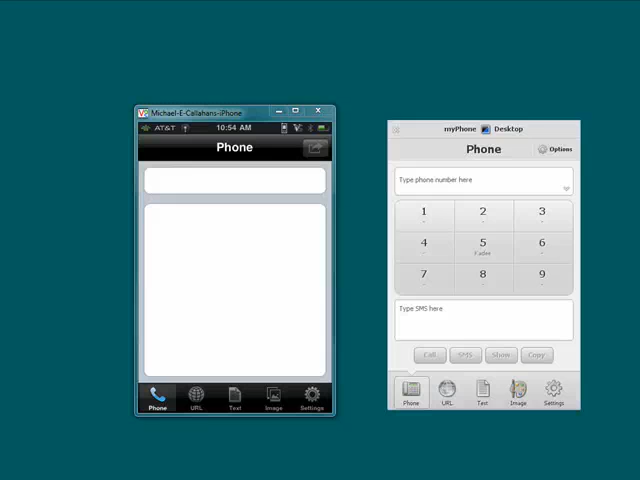 Michael-E-Callahans-iPhone
AT&T
10:54 AM
Phone
Phone
URL
Text
Image
Settings
myPhone Desktop
Phone
Options
Type phone number here
1 2 3
4 5 6
Fader
7 8 9
Type SMS here
Call SMS Show Copy
Phone
URL
Text
Image
Settings